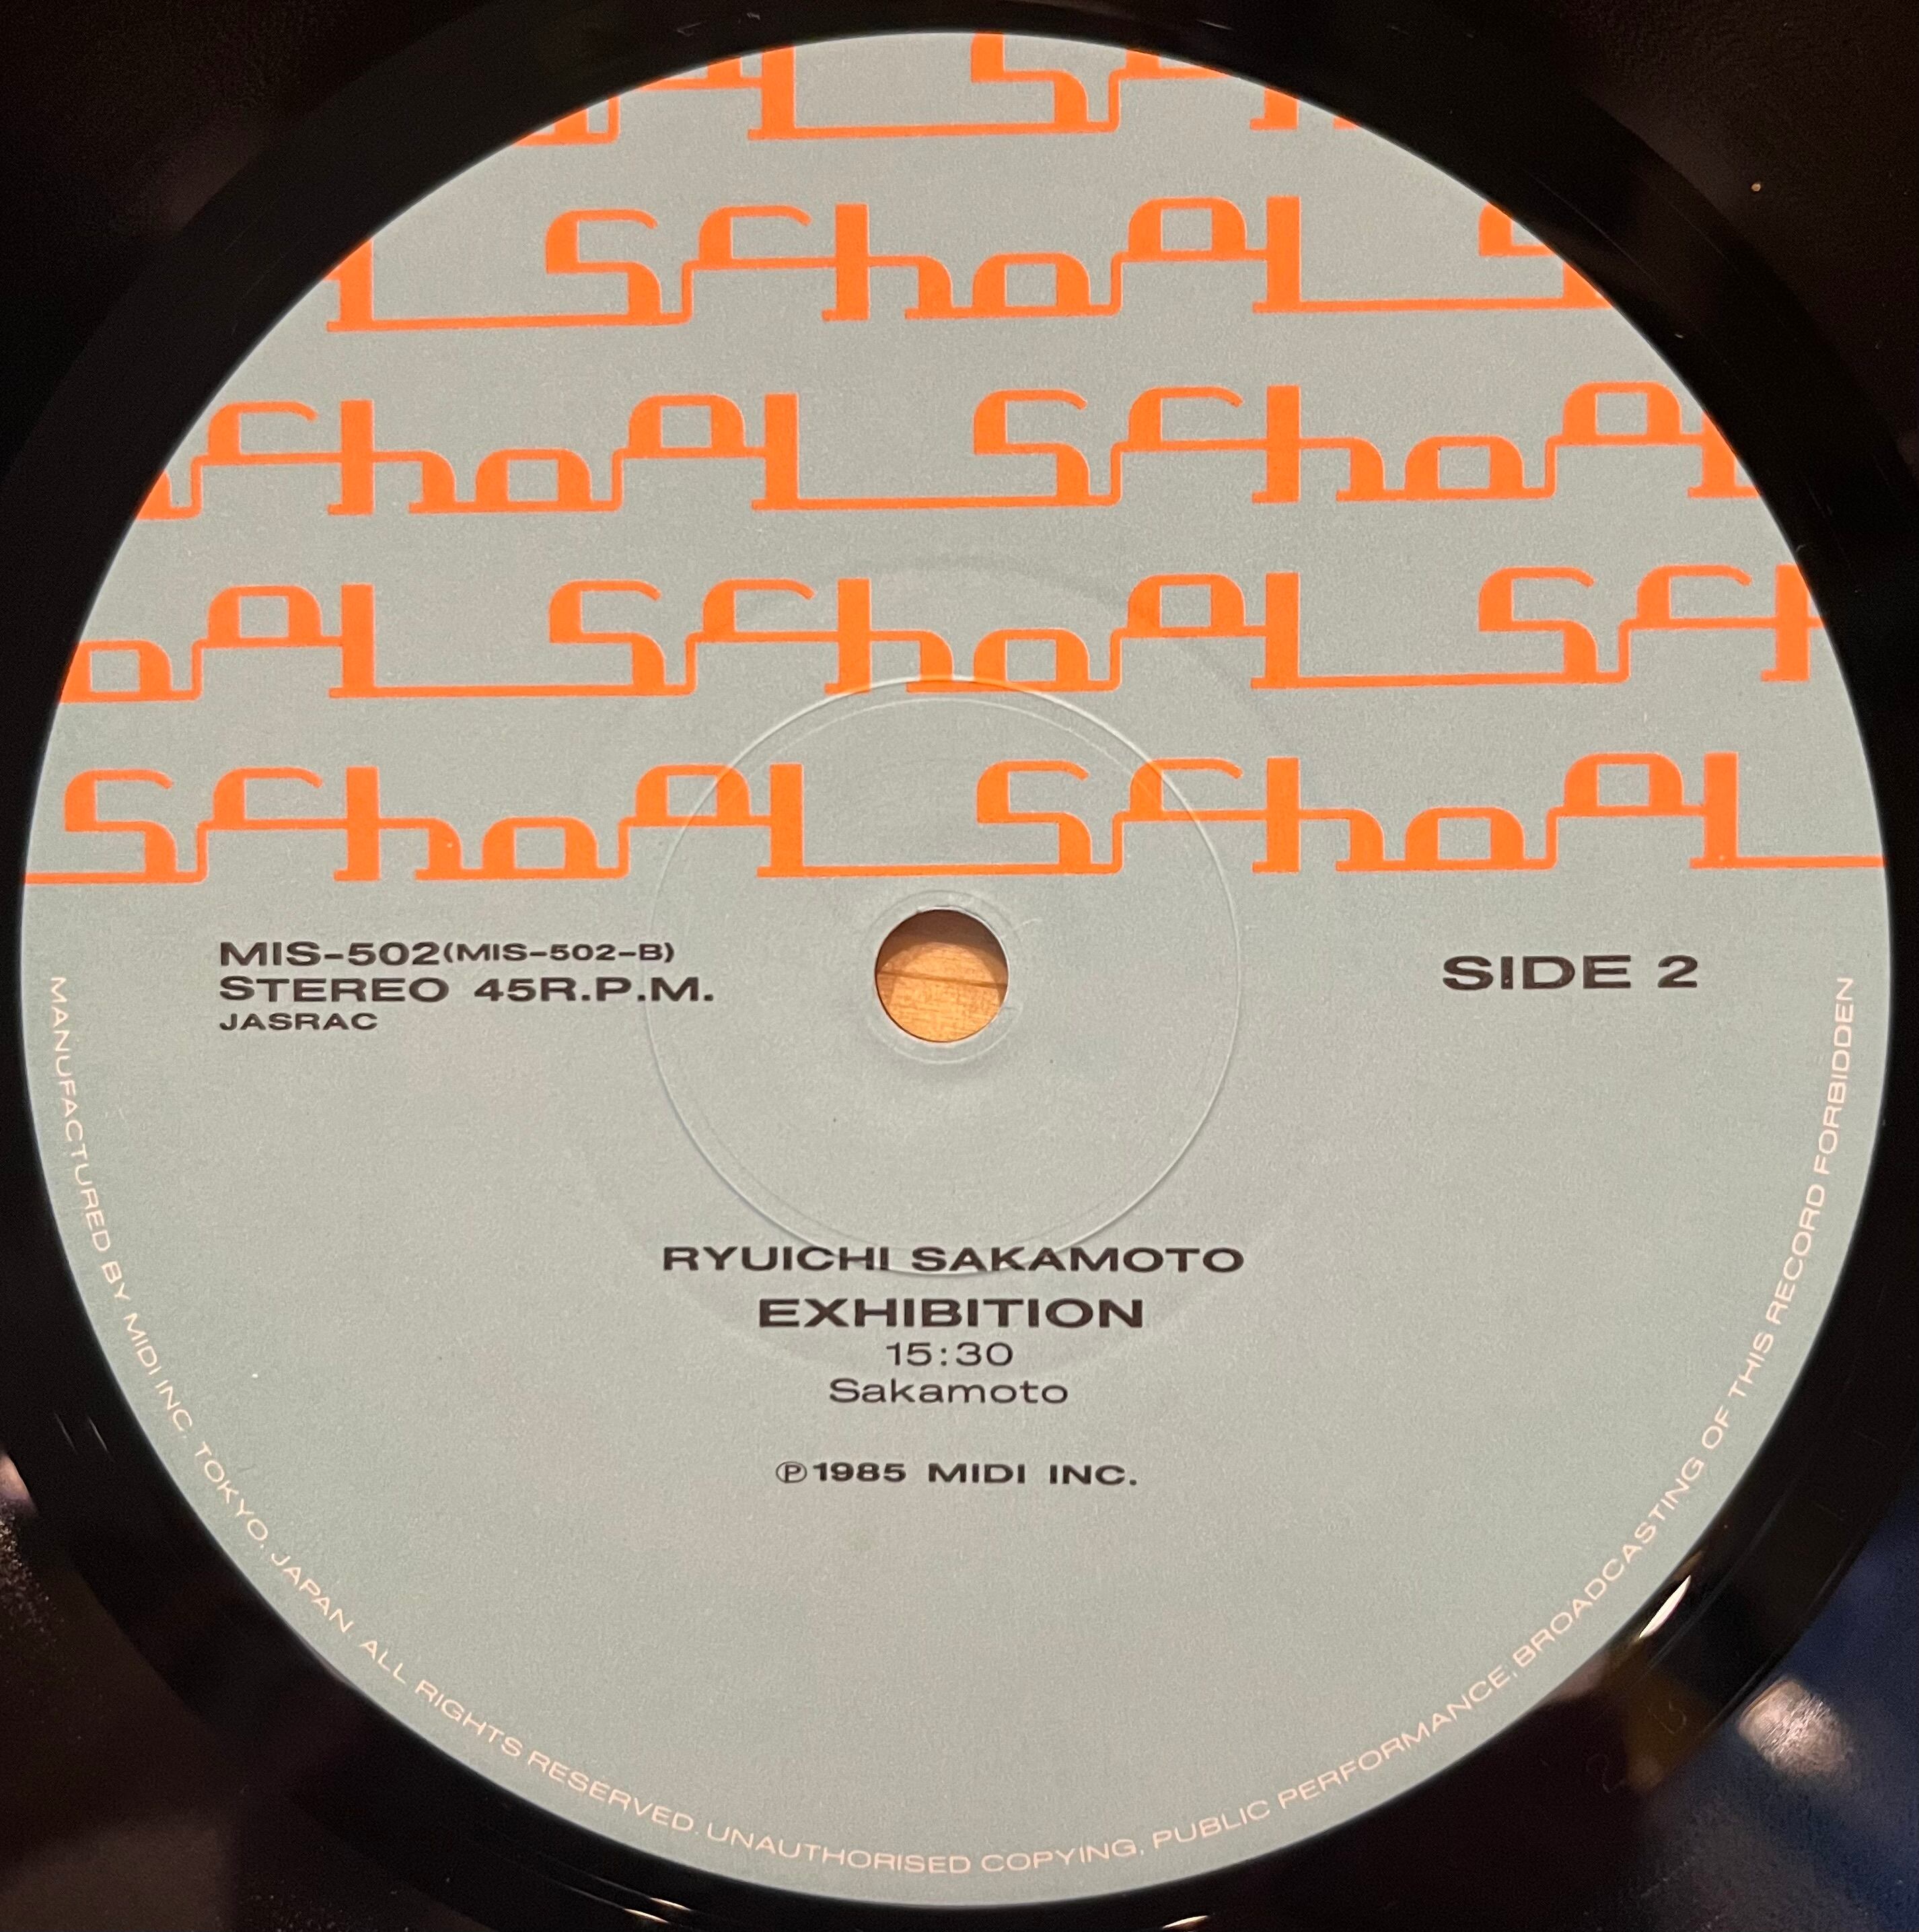 School School
School
School School
School School
School School
MIS-502(MIS-502-B)
STEREO 45R.P.M.
JASRAC
SIDE 2
RYUICHI SAKAMOTO
EXHIBITION
15:30
Sakamoto
Ⓟ1985 MIDI INC.
MANUFACTURED BY MIDI INC. TOKYO, JAPAN. ALL RIGHTS RESERVED. UNAUTHORISED COPYING, PUBLIC PERFORMANCE, BROADCASTING OF THIS RECORD FORBIDDEN